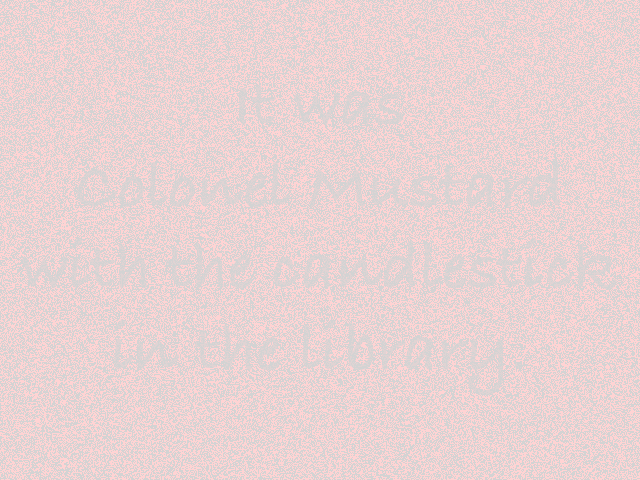 It was
Colonel Mustard
with the candlestick
in the library.